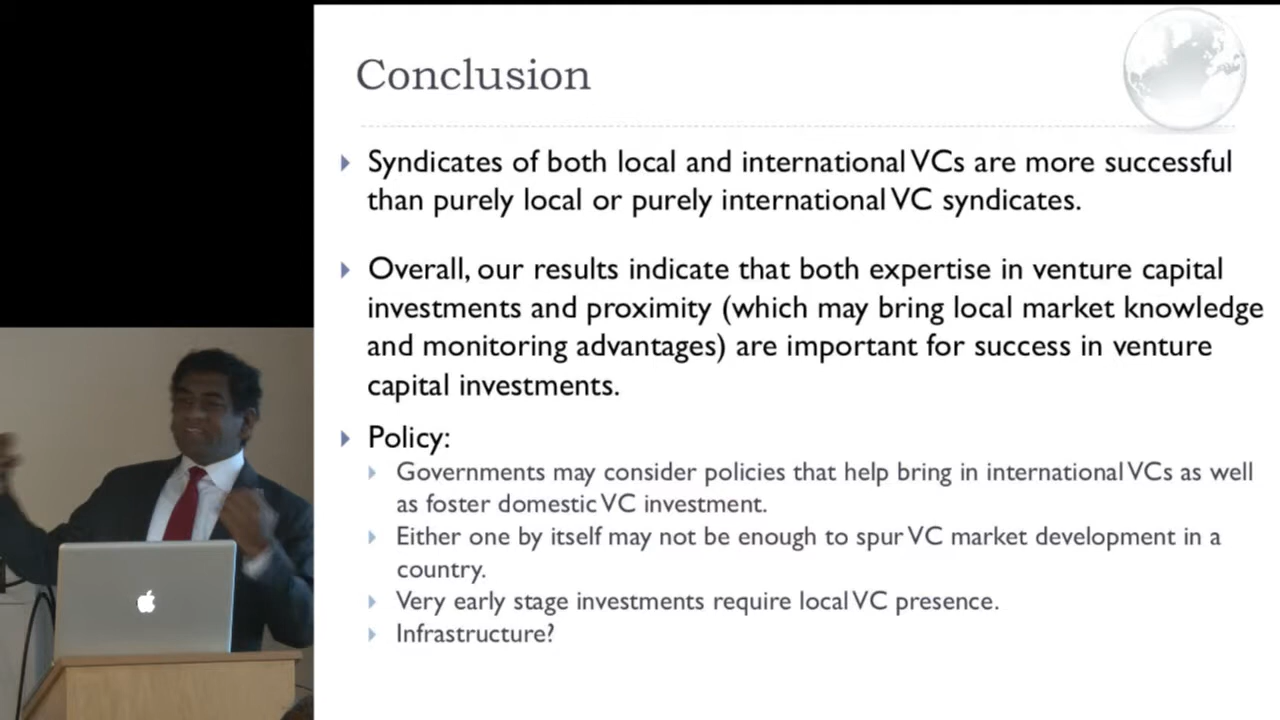 Conclusion
Syndicates of both local and international VCs are more successful
than purely local or purely international VC syndicates.
Overall, our results indicate that both expertise in venture capital
investments and proximity (which may bring local market knowledge
and monitoring advantages) are important for success in venture
capital investments.
Policy:
Governments may consider policies that help bring in international VCs as well
as foster domestic VC investment.
Either one by itself may not be enough to spur VC market development in a
country.
Very early stage investments require local VC presence.
Infrastructure?